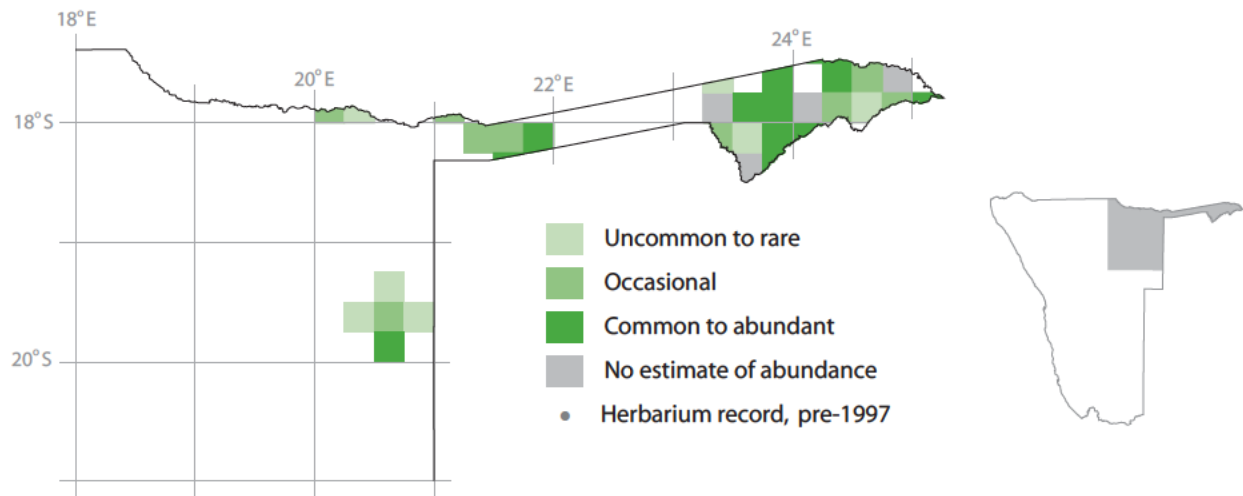 18°E
20°E
22°E
24°E
18°S
20°S
Uncommon to rare
Occasional
Common to abundant
No estimate of abundance
Herbarium record, pre-1997